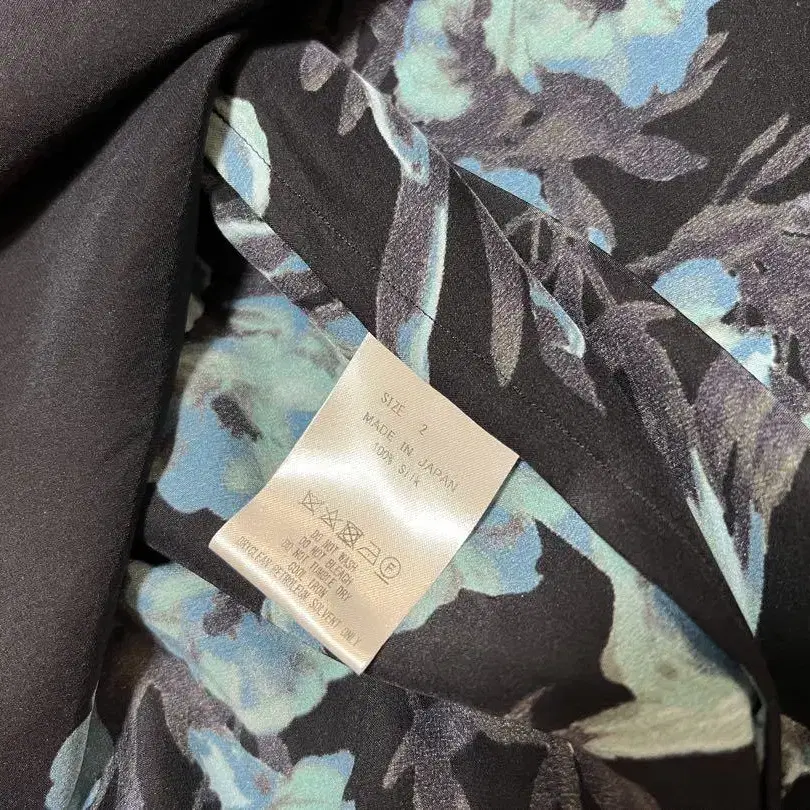 SIZE 2
MADE IN JAPAN
100% Silk
F
DO NOT WASH
DO NOT BLEACH
DO NOT TUMBLE DRY
COOL IRON
DRYCLEAN PETROLEUM SOLVENT ONLY